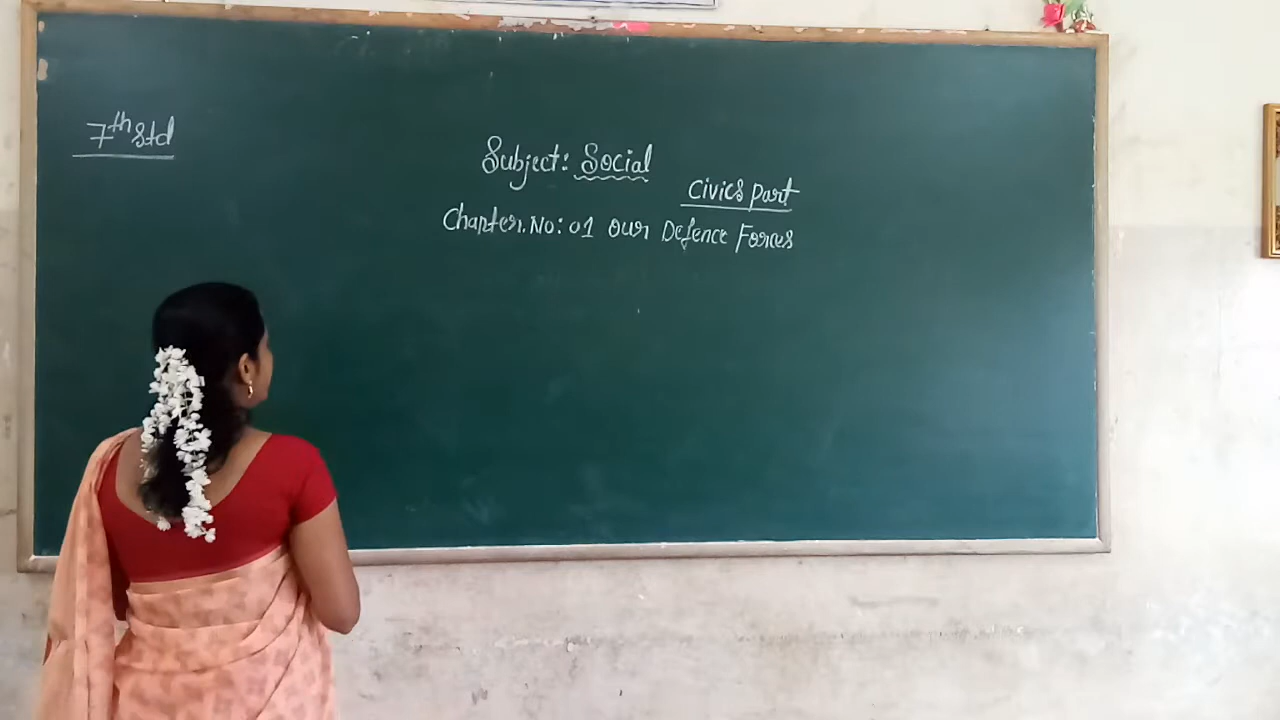 7th Std
Subject: Social
Civics part
Chapter.No: 01 Our Defence Forces